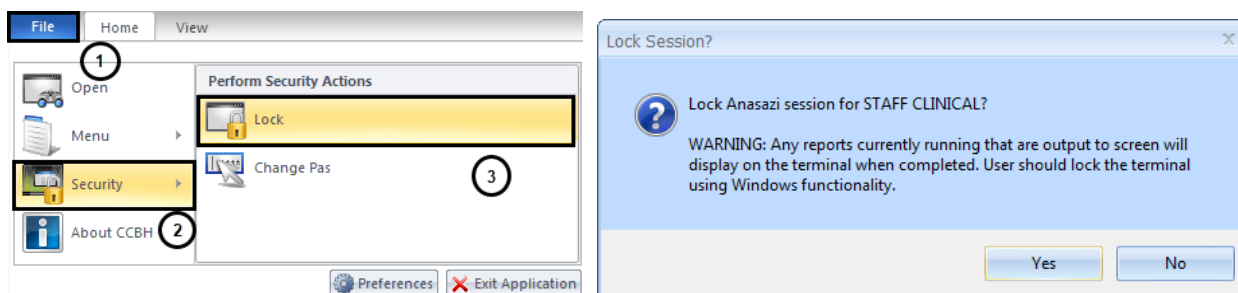 File Home View
1
Open
Menu
Security
2
About CCBH
Perform Security Actions
Lock
Change Pas
3
Preferences Exit Application
Lock Session?
Lock Anasazi session for STAFF CLINICAL?
WARNING: Any reports currently running that are output to screen will
display on the terminal when completed. User should lock the terminal
using Windows functionality.
Yes No